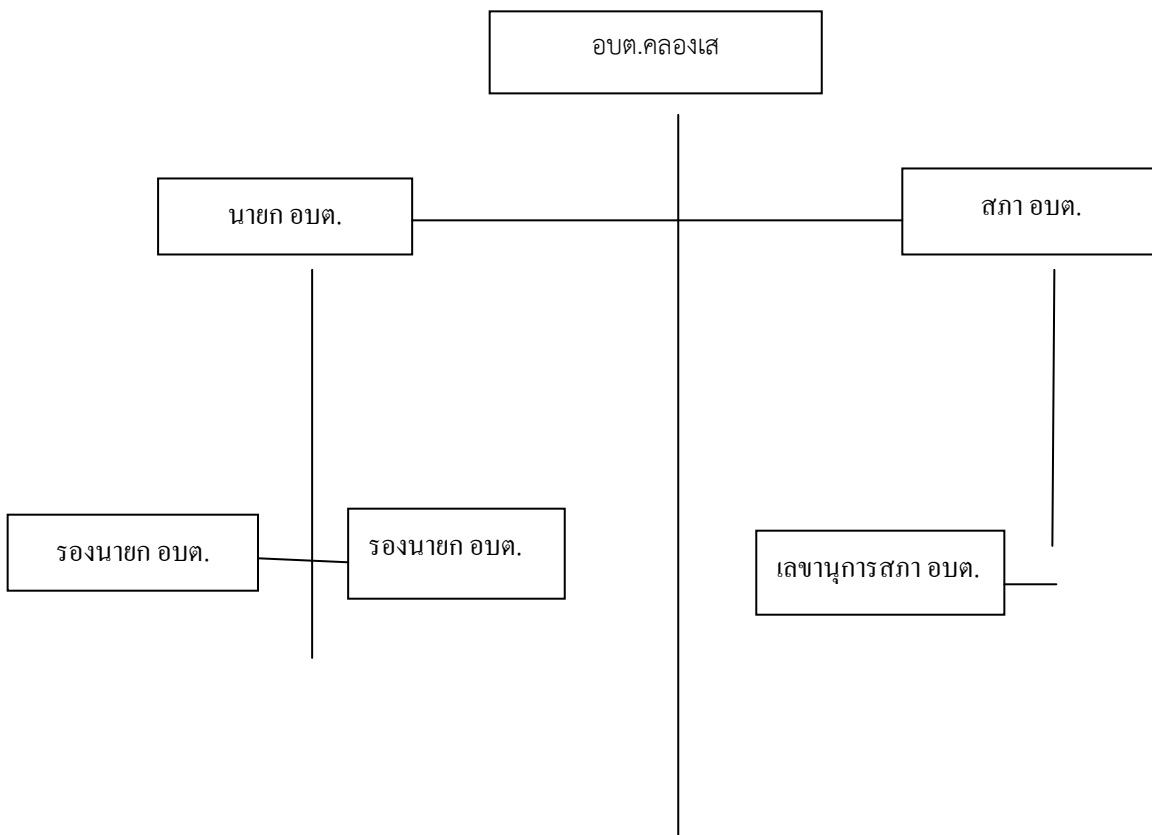 อบต.คลองเส
นายก อบต.
สภา อบต.
รองนายก อบต.
รองนายก อบต.
เลขานุการสภา อบต.